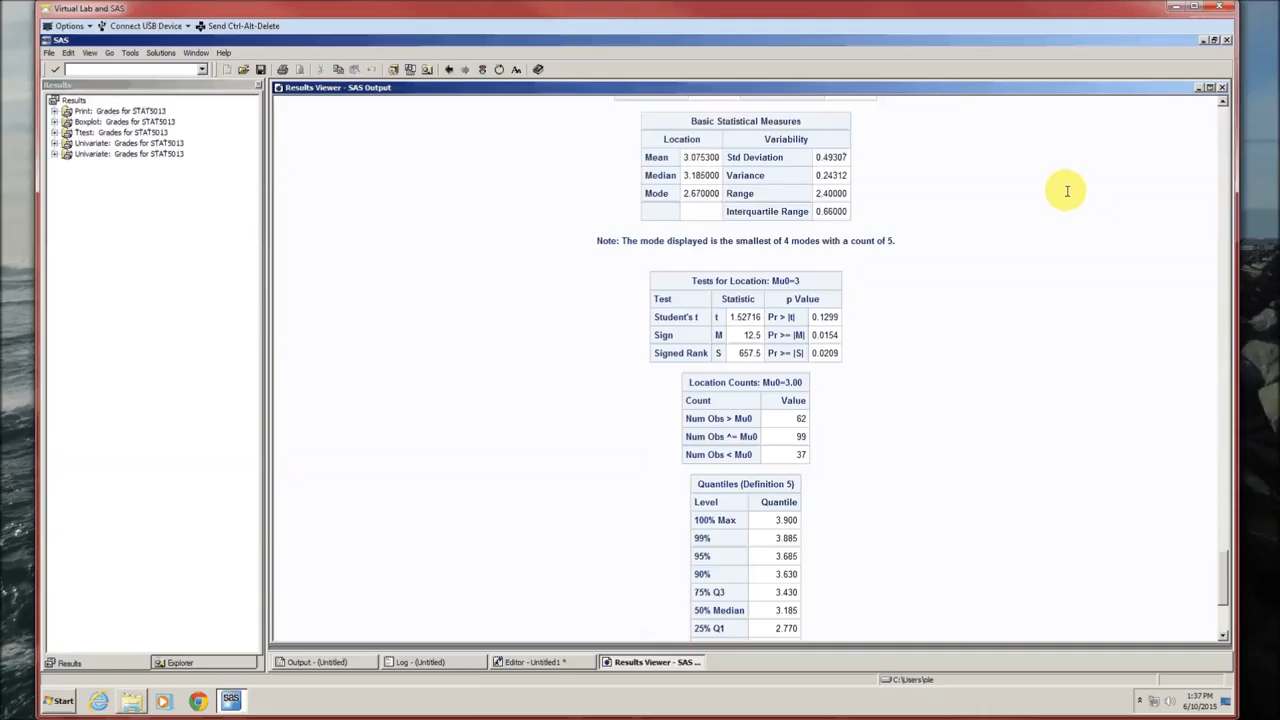 Virtual Lab and SAS
Options Connect USB Device Send Ctrl-Alt-Delete
SAS
File Edit View Go Tools Solutions Window Help
Results
Results Viewer - SAS Output
Results
Print: Grades for STAT5013
Boxplot: Grades for STAT5013
Ttest: Grades for STAT5013
Univariate: Grades for STAT5013
Univariate: Grades for STAT5013
Basic Statistical Measures
Location Variability
Mean 3.075300 Std Deviation 0.49307
Median 3.185000 Variance 0.24312
Mode 2.670000 Range 2.40000
Interquartile Range 0.66000
Note: The mode displayed is the smallest of 4 modes with a count of 5.
Tests for Location: Mu0=3
Test Statistic p Value
Student's t t 1.52716 Pr > |t| 0.1299
Sign M 12.5 Pr >= |M| 0.0154
Signed Rank S 657.5 Pr >= |S| 0.0209
Location Counts: Mu0=3.00
Count Value
Num Obs > Mu0 62
Num Obs ^= Mu0 99
Num Obs < Mu0 37
Quantiles (Definition 5)
Level Quantile
100% Max 3.900
99% 3.885
95% 3.685
90% 3.630
75% Q3 3.430
50% Median 3.185
25% Q1 2.770
Results Explorer
Output - (Untitled) Log - (Untitled) Editor - Untitled1 * Results Viewer - SAS ...
C:\Users\pie
Start
sas
1:37 PM
6/10/2015